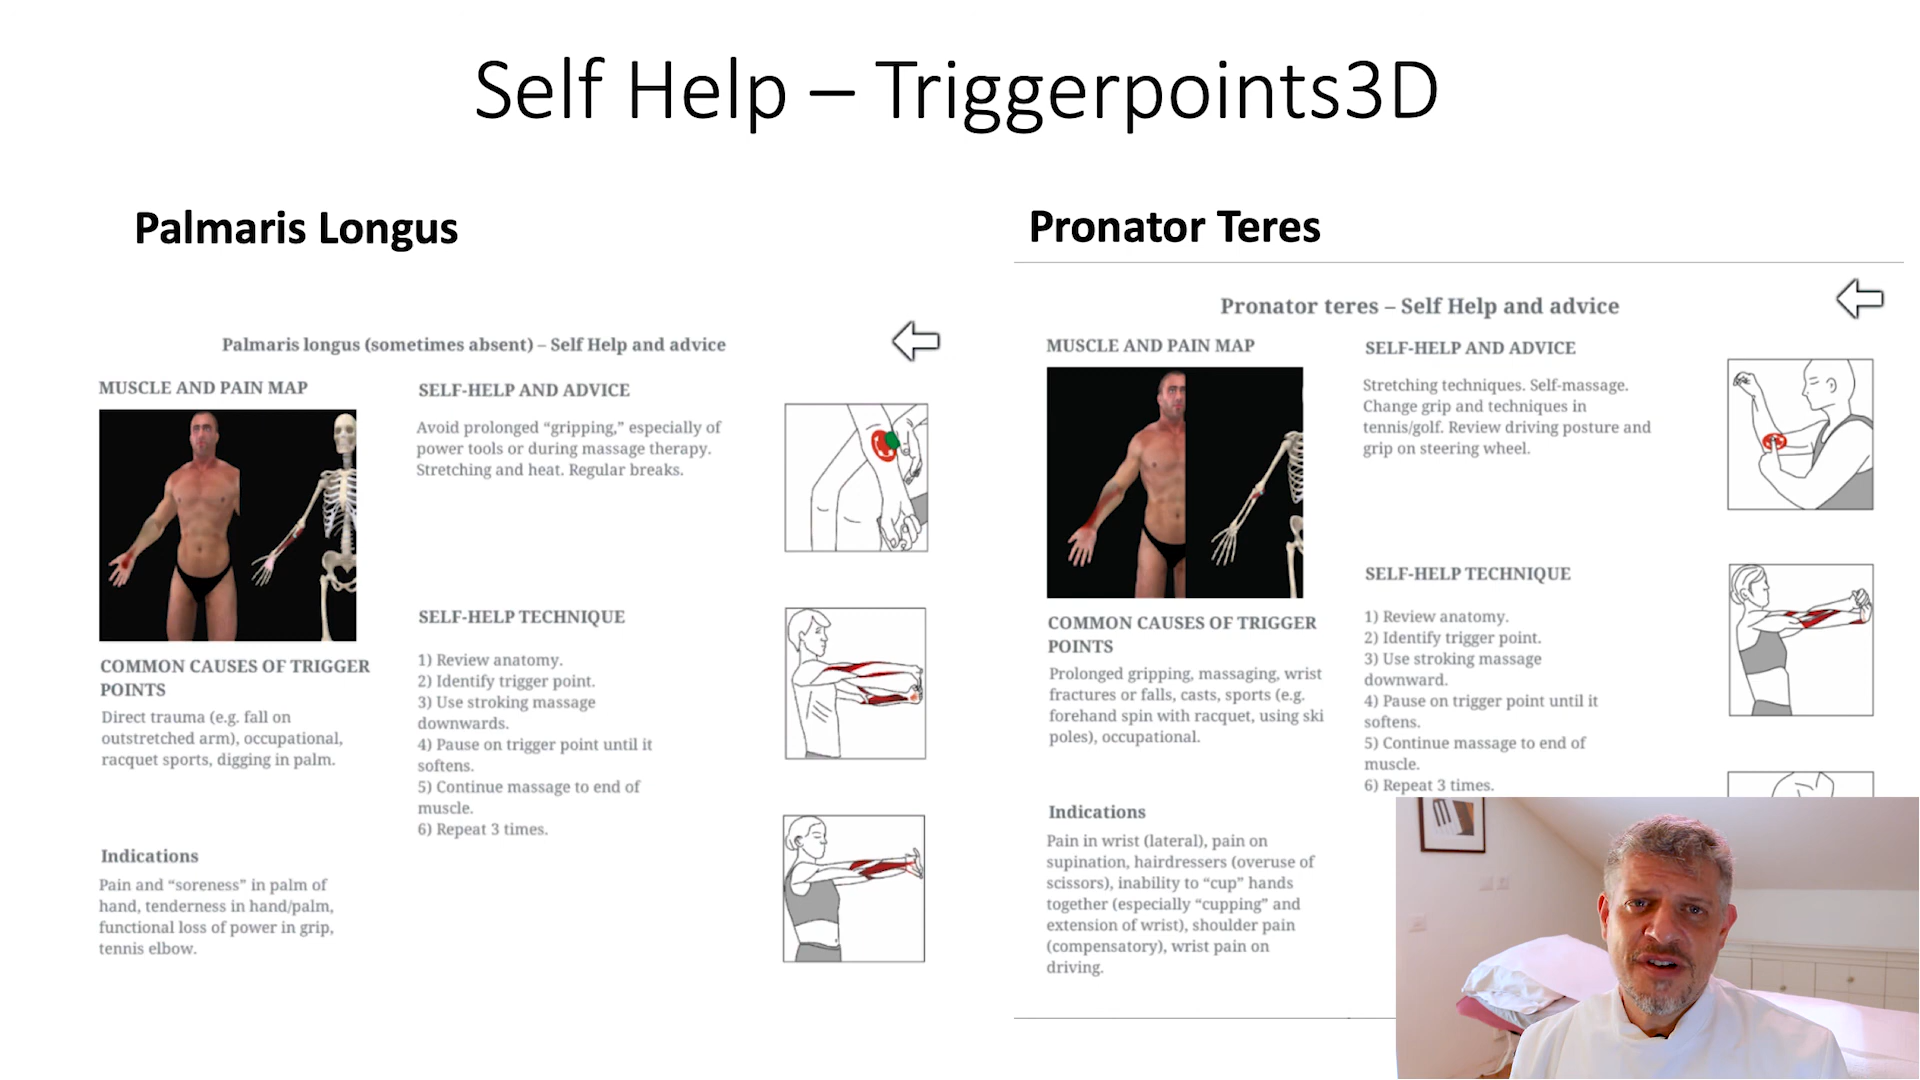 Self Help – Triggerpoints3D
Palmaris Longus
Palmaris longus (sometimes absent) – Self Help and advice
MUSCLE AND PAIN MAP
COMMON CAUSES OF TRIGGER
POINTS
Direct trauma (e.g. fall on
outstretched arm), occupational,
racquet sports, digging in palm.
Indications
Pain and “soreness” in palm of
hand, tenderness in hand/palm,
functional loss of power in grip,
tennis elbow.
SELF-HELP AND ADVICE
Avoid prolonged “gripping,” especially of
power tools or during massage therapy.
Stretching and heat. Regular breaks.
SELF-HELP TECHNIQUE
1) Review anatomy.
2) Identify trigger point.
3) Use stroking massage
downwards.
4) Pause on trigger point until it
softens.
5) Continue massage to end of
muscle.
6) Repeat 3 times.
Pronator Teres
Pronator teres – Self Help and advice
MUSCLE AND PAIN MAP
COMMON CAUSES OF TRIGGER
POINTS
Prolonged gripping, massaging, wrist
fractures or falls, casts, sports (e.g.
forehand spin with racquet, using ski
poles), occupational.
Indications
Pain in wrist (lateral), pain on
supination, hairdressers (overuse of
scissors), inability to “cup” hands
together (especially “cupping” and
extension of wrist), shoulder pain
(compensatory), wrist pain on
driving.
SELF-HELP AND ADVICE
Stretching techniques. Self-massage.
Change grip and techniques in
tennis/golf. Review driving posture and
grip on steering wheel.
SELF-HELP TECHNIQUE
1) Review anatomy.
2) Identify trigger point.
3) Use stroking massage
downward.
4) Pause on trigger point until it
softens.
5) Continue massage to end of
muscle.
6) Repeat 3 times.